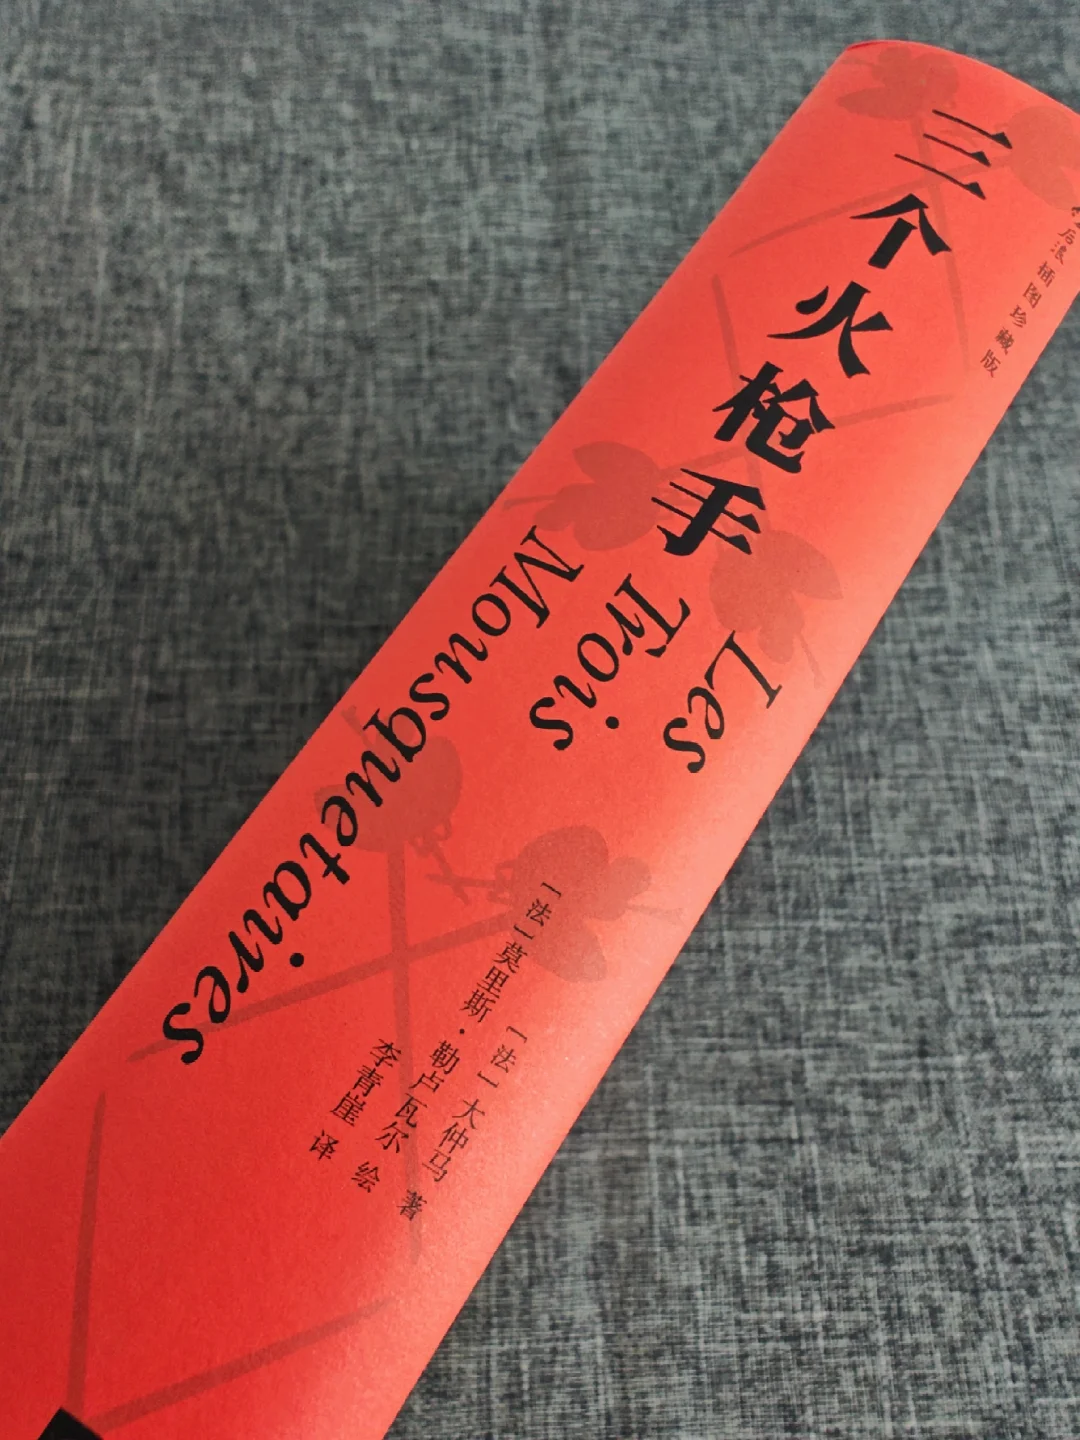 后浪插图珍藏版
三个火枪手
Les
Trois
Mousquetaires
[法]大仲马 著
[法]莫里斯·勒卢瓦尔 绘
李青崖 译